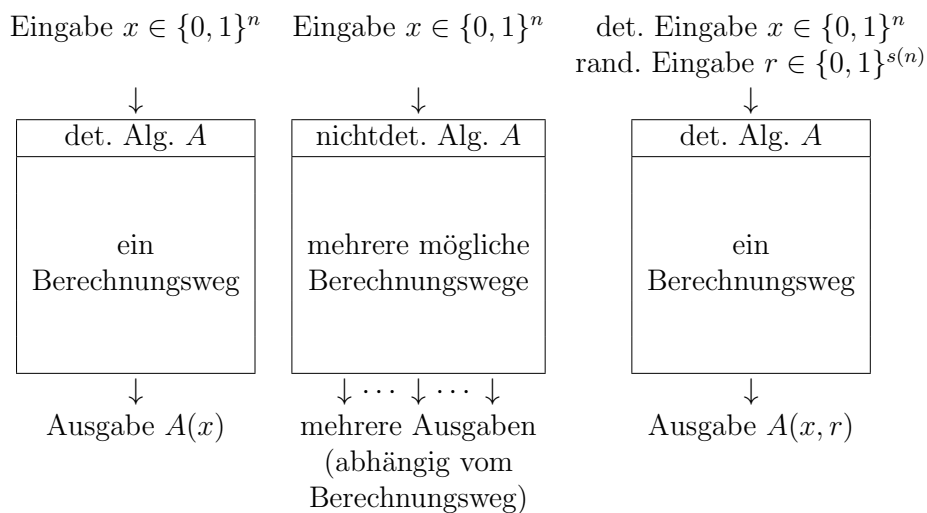 Eingabe x ∈ {0, 1}^n
det. Alg. A
ein
Berechnungsweg
Ausgabe A(x)
Eingabe x ∈ {0, 1}^n
nichtdet. Alg. A
mehrere mögliche
Berechnungswege
··· ···
mehrere Ausgaben
(abhängig vom
Berechnungsweg)
det. Eingabe x ∈ {0, 1}^n
rand. Eingabe r ∈ {0, 1}^{s(n)}
det. Alg. A
ein
Berechnungsweg
Ausgabe A(x, r)